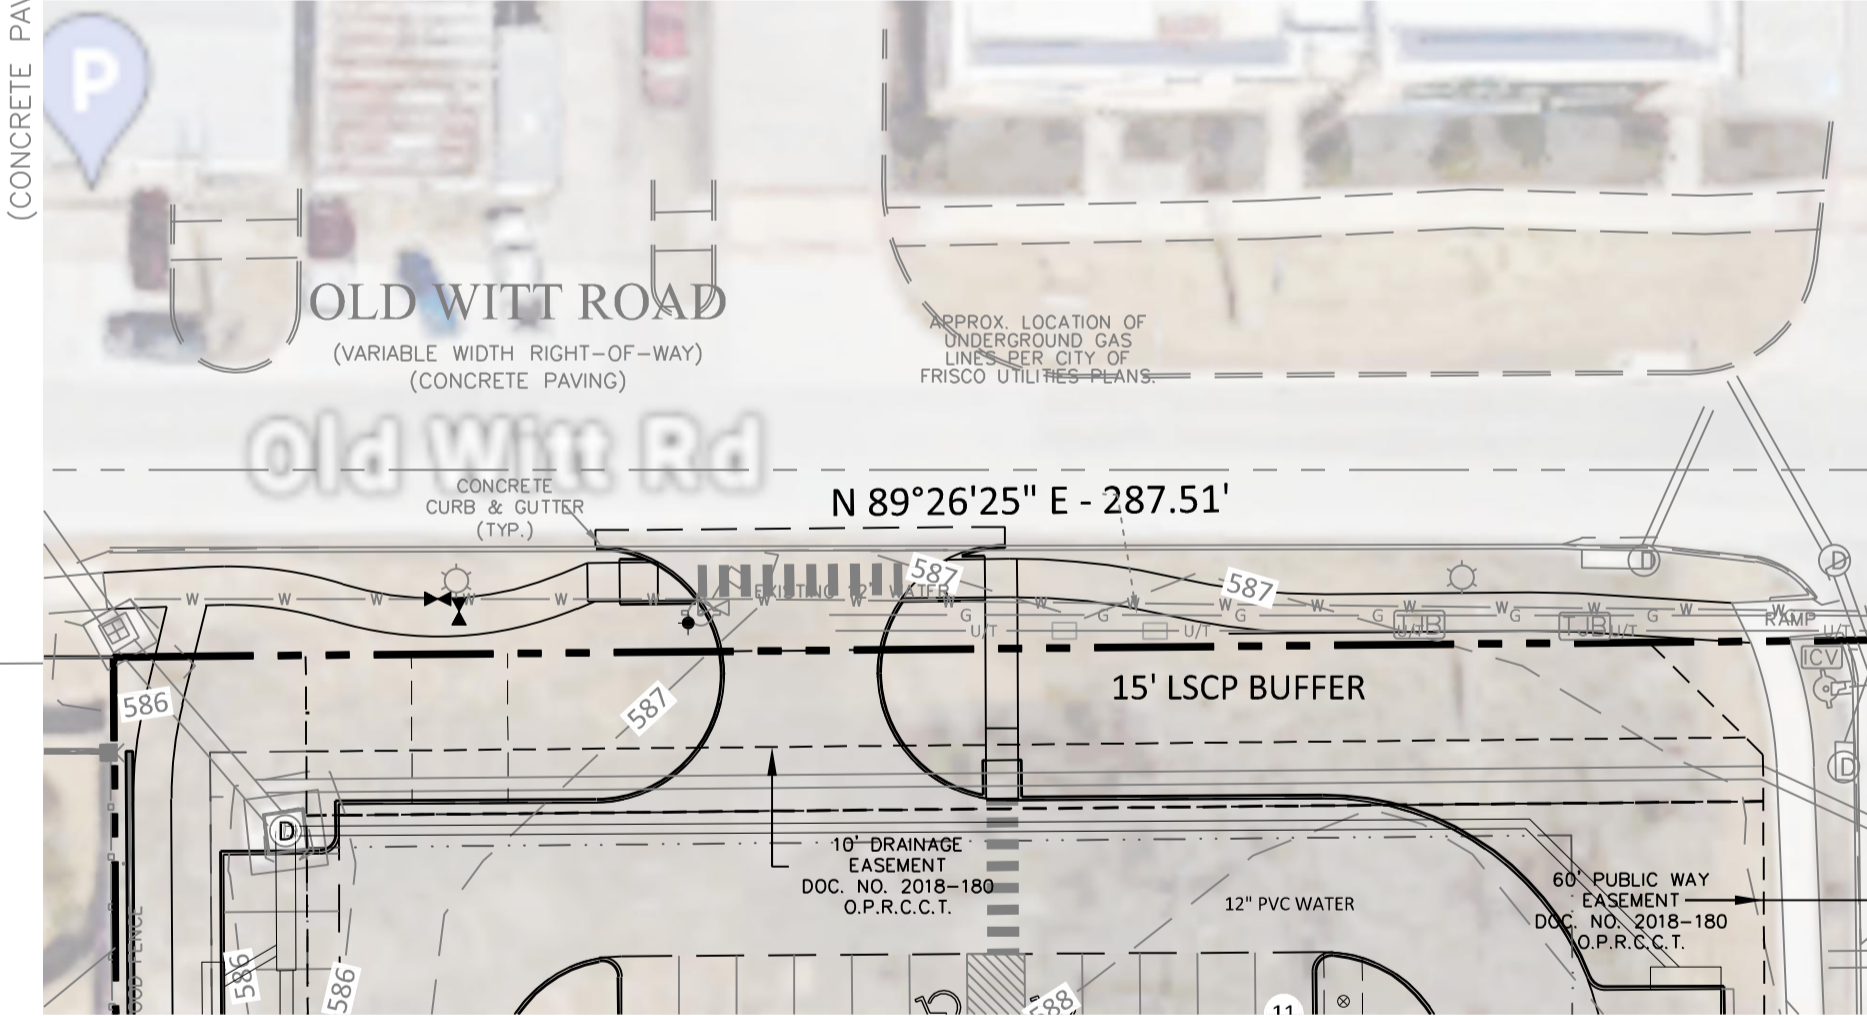 (CONCRETE PAV
P
OLD WITT ROAD
(VARIABLE WIDTH RIGHT-OF-WAY)
(CONCRETE PAVING)
APPROX. LOCATION OF
UNDERGROUND GAS
LINES PER CITY OF
FRISCO UTILITIES PLANS.
Old Witt Rd
CONCRETE
CURB & GUTTER
(TYP.)
N 89°26'25" E - 287.51'
D
D
587
587
EXISTING 12" WATER
W W W W W W W W W W W W W W W W W W
G G G G G
U/T U/T U/T U/T U/T
TJB
RAMP
ICV
586
587
15' LSCP BUFFER
D
D
10' DRAINAGE
EASEMENT
DOC. NO. 2018-180
O.P.R.C.C.T.
12" PVC WATER
60' PUBLIC WAY
EASEMENT
DOC. NO. 2018-180
O.P.R.C.C.T.
586
586
588
11